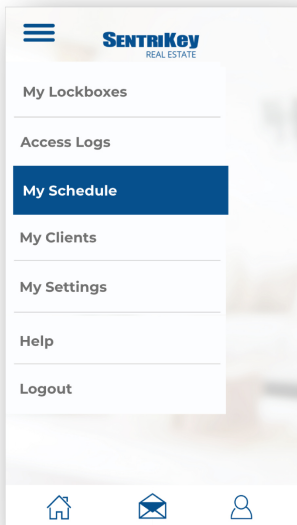 SENTRIKEY
REAL ESTATE
My Lockboxes
Access Logs
My Schedule
My Clients
My Settings
Help
Logout